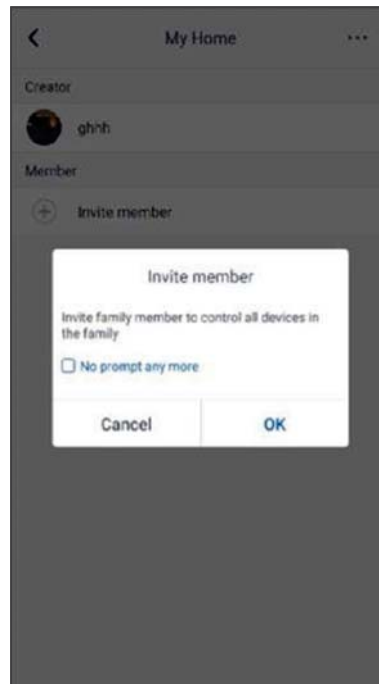 My Home
Creator
ghhh
Member
Invite member
Invite member
Invite family member to control all devices in
the family
No prompt any more
Cancel OK